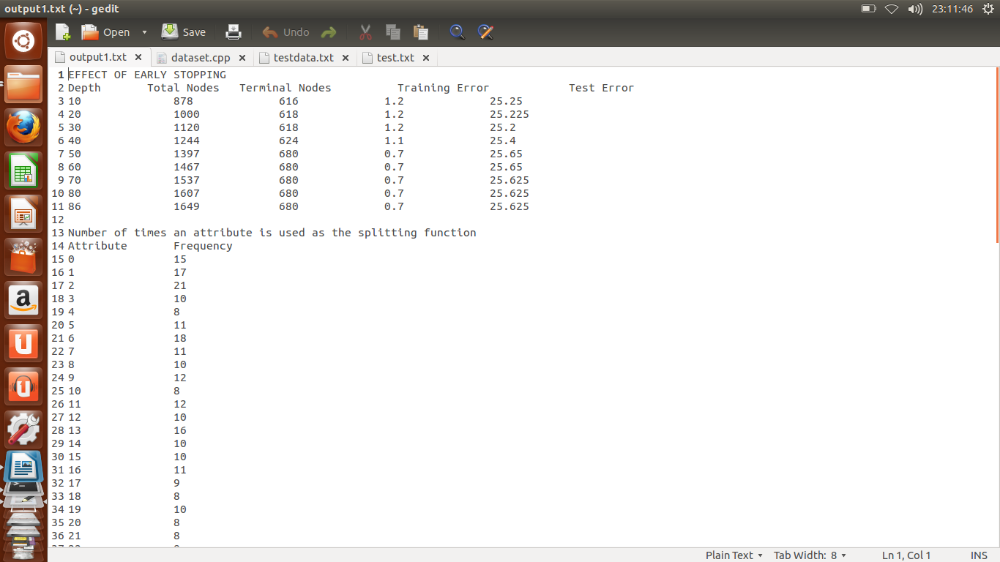 output1.txt (~) - gedit
23:11:46
Open Save Undo
output1.txt dataset.cpp testdata.txt test.txt
1 EFFECT OF EARLY STOPPING
2 Depth Total Nodes Terminal Nodes Training Error Test Error
3 10 878 616 1.2 25.25
4 20 1000 618 1.2 25.225
5 30 1120 618 1.2 25.2
6 40 1244 624 1.1 25.4
7 50 1397 680 0.7 25.65
8 60 1467 680 0.7 25.65
9 70 1537 680 0.7 25.625
10 80 1607 680 0.7 25.625
11 86 1649 680 0.7 25.625
12
13 Number of times an attribute is used as the splitting function
14 Attribute Frequency
15 0 15
16 1 17
17 2 21
18 3 10
19 4 8
20 5 11
21 6 18
22 7 11
23 8 10
24 9 12
25 10 8
26 11 12
27 12 10
28 13 16
29 14 10
30 15 10
31 16 11
32 17 9
33 18 8
34 19 10
35 20 8
36 21 8
Plain Text Tab Width: 8 Ln 1, Col 1 INS